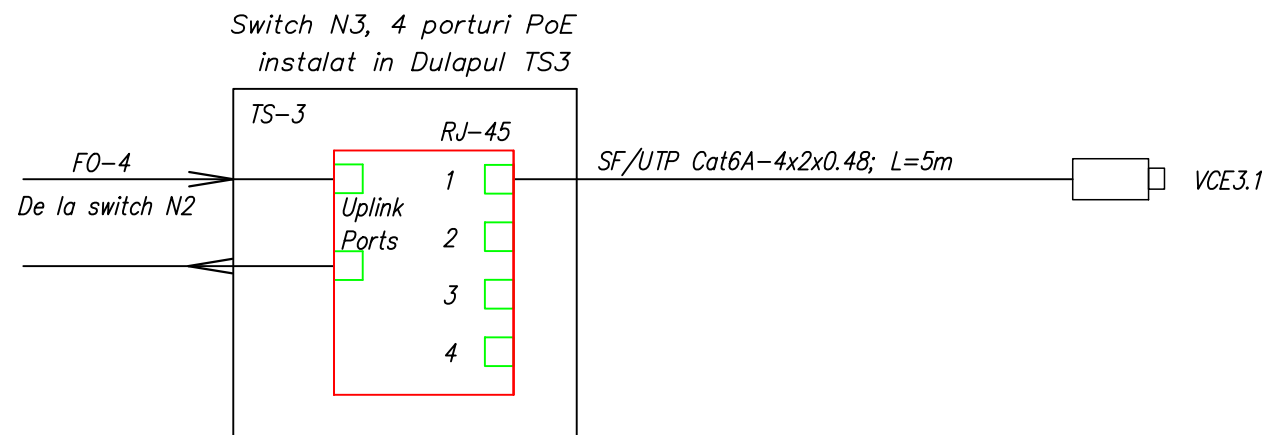 Switch N3, 4 porturi PoE
instalat in Dulapul TS3
TS-3
RJ-45
FO-4
De la switch N2
Uplink
Ports
1
2
3
4
SF/UTP Cat6A-4x2x0.48; L=5m
VCE3.1